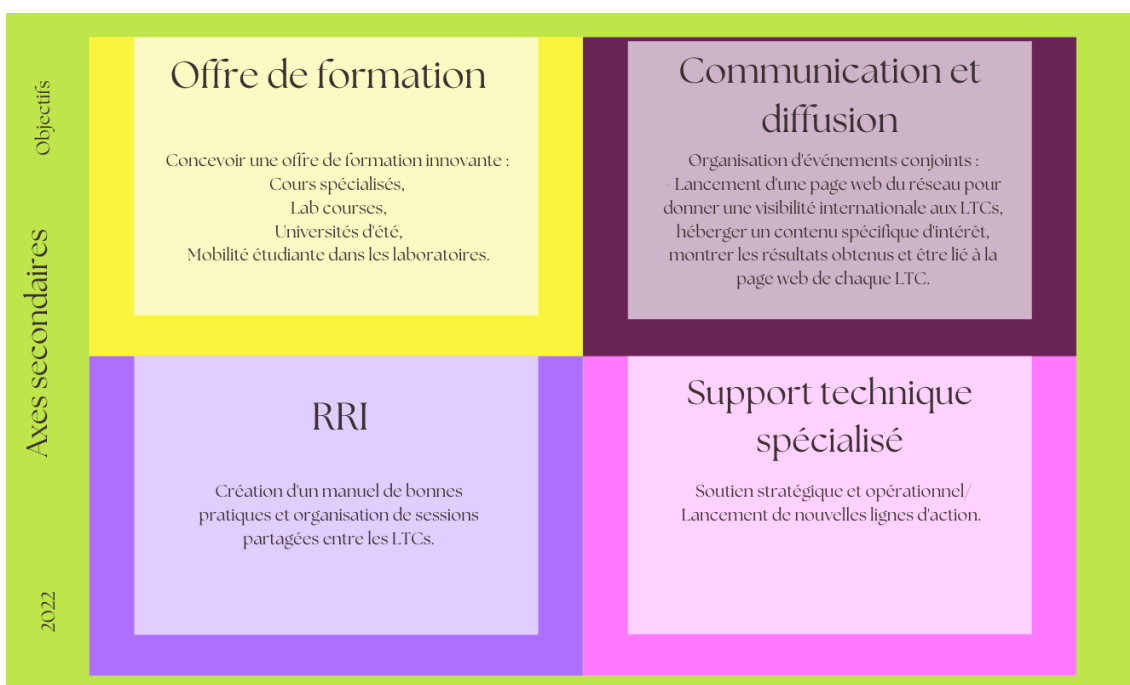 Objectifs
Axes secondaires
2022
Offre de formation
Concevoir une offre de formation innovante :
Cours spécialisés,
Lab courses,
Universités d'été,
Mobilité étudiante dans les laboratoires.
Communication et
diffusion
Organisation d'événements conjoints :
- Lancement d'une page web du réseau pour
donner une visibilité internationale aux LTCs,
héberger un contenu spécifique d'intérêt,
montrer les résultats obtenus et être lié à la
page web de chaque LTC.
RRI
Création d'un manuel de bonnes
pratiques et organisation de sessions
partagées entre les LTCs.
Support technique
spécialisé
Soutien stratégique et opérationnel/
Lancement de nouvelles lignes d'action.